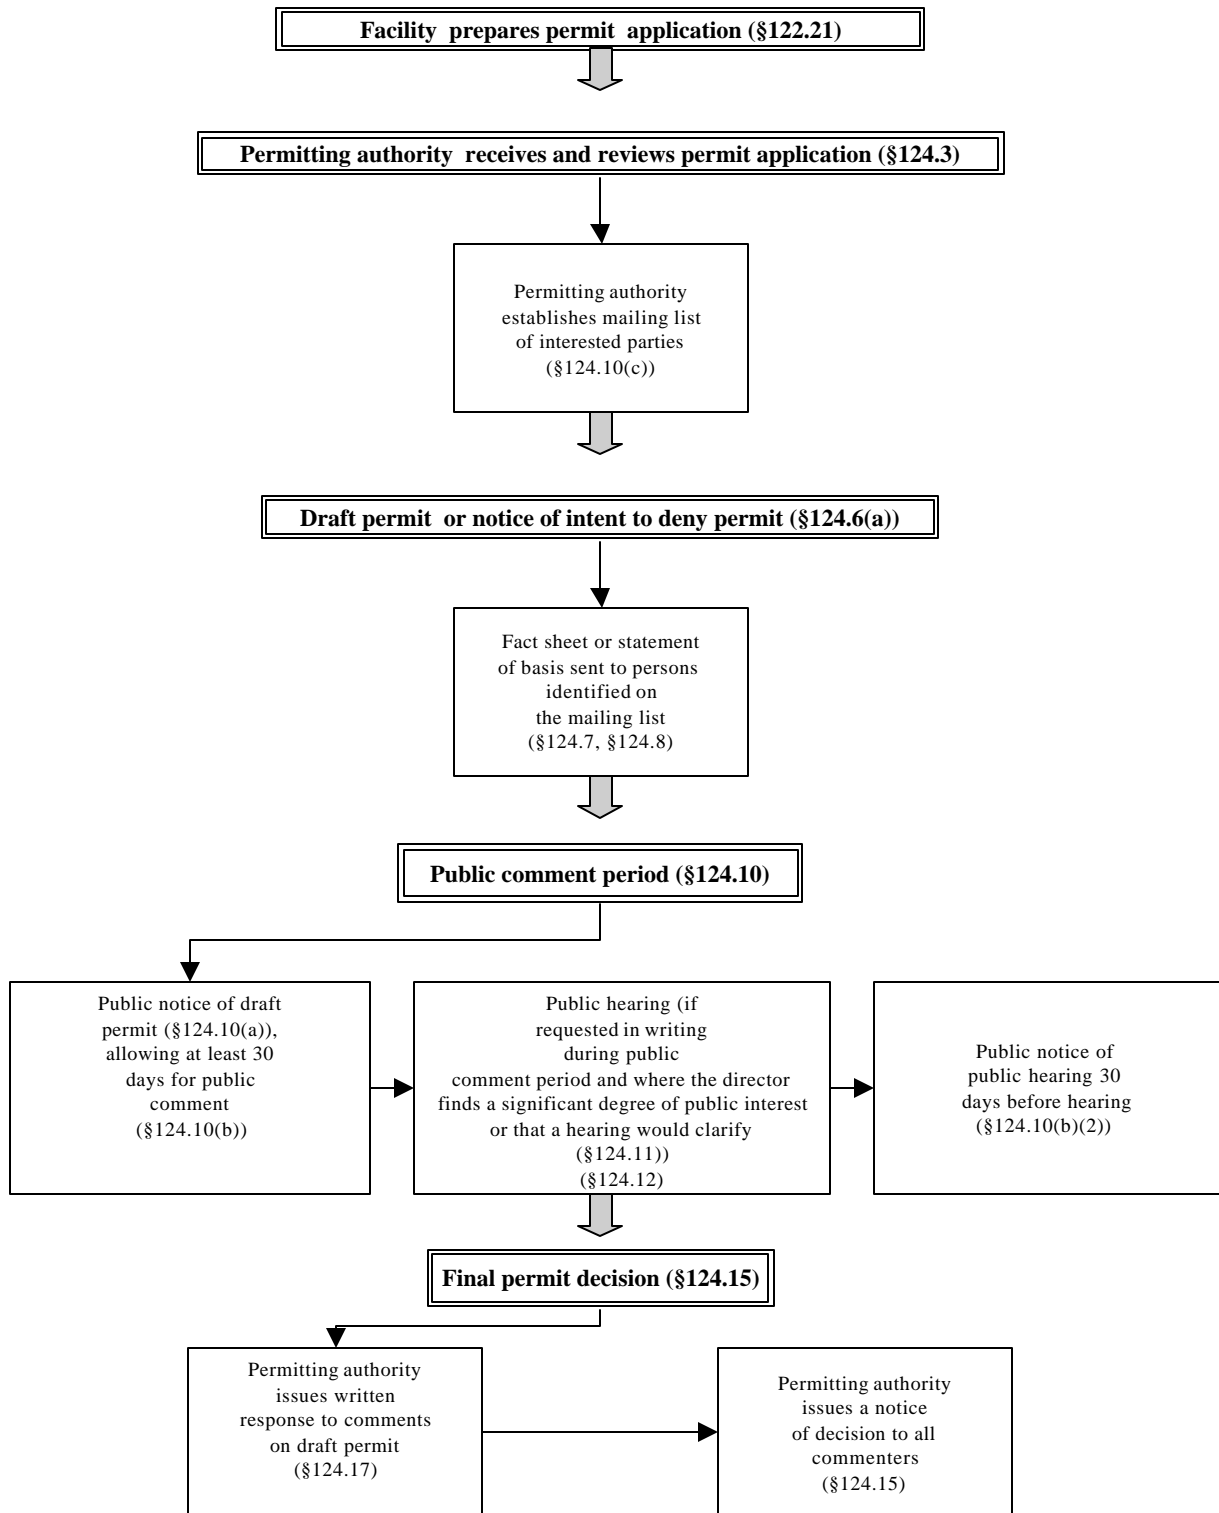 Facility prepares permit application (§122.21)
Permitting authority receives and reviews permit application (§124.3)
Permitting authority
establishes mailing list
of interested parties
(§124.10(c))
Draft permit or notice of intent to deny permit (§124.6(a))
Fact sheet or statement
of basis sent to persons
identified on
the mailing list
(§124.7, §124.8)
Public comment period (§124.10)
Public notice of draft
permit (§124.10(a)),
allowing at least 30
days for public
comment
(§124.10(b))
Public hearing (if
requested in writing
during public
comment period and where the director
finds a significant degree of public interest
or that a hearing would clarify
(§124.11))
(§124.12)
Public notice of
public hearing 30
days before hearing
(§124.10(b)(2))
Final permit decision (§124.15)
Permitting authority
issues written
response to comments
on draft permit
(§124.17)
Permitting authority
issues a notice
of decision to all
commenters
(§124.15)